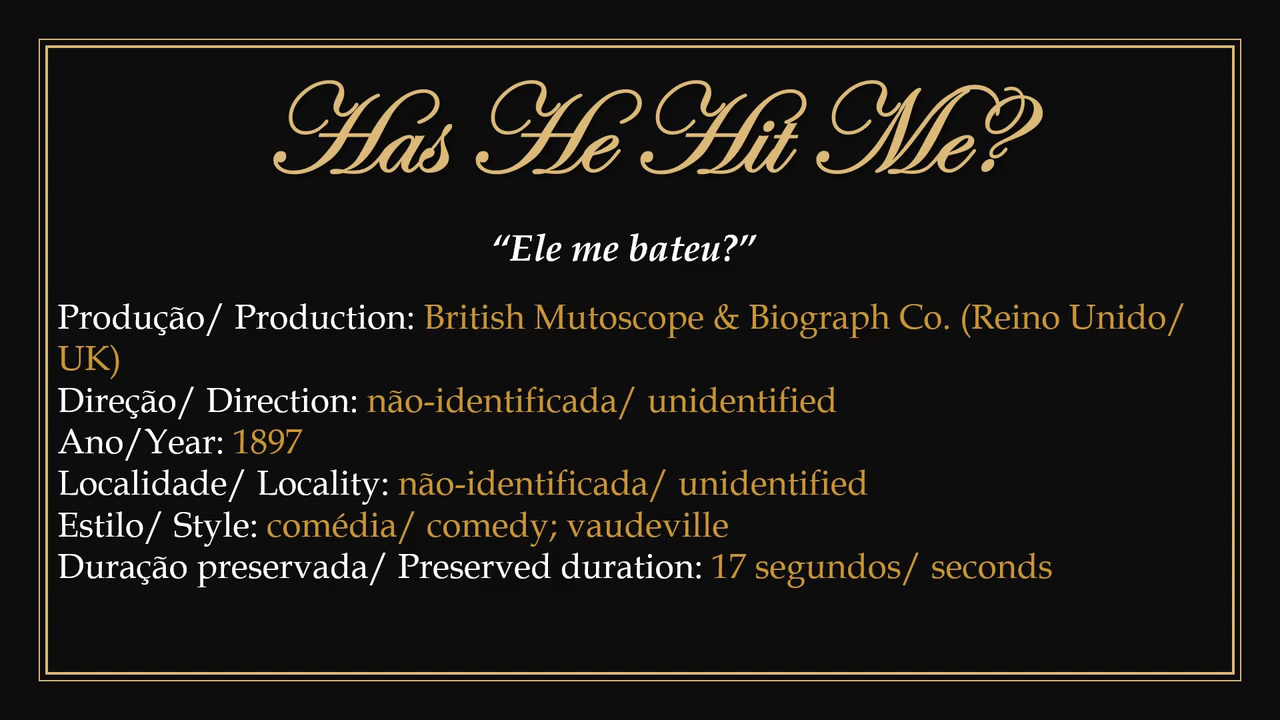 Has He Hit Me?
“Ele me bateu?”
Produção/ Production: British Mutoscope & Biograph Co. (Reino Unido/
UK)
Direção/ Direction: não-identificada/ unidentified
Ano/Year: 1897
Localidade/ Locality: não-identificada/ unidentified
Estilo/ Style: comédia/ comedy; vaudeville
Duração preservada/ Preserved duration: 17 segundos/ seconds